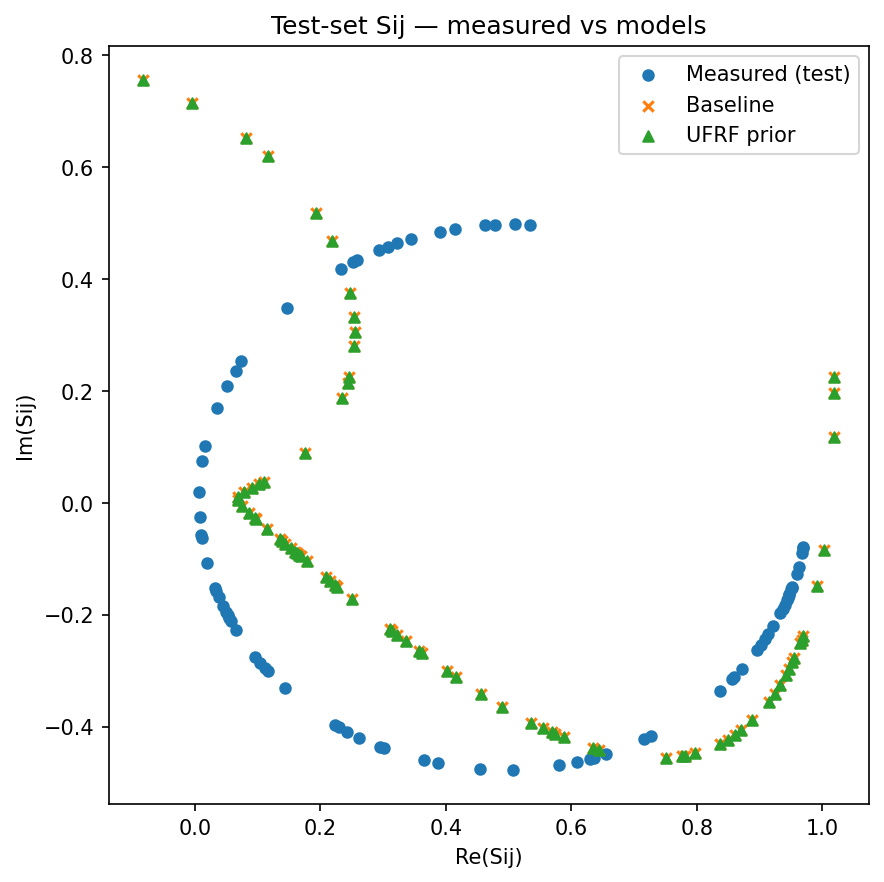 Test-set Sij — measured vs models
Measured (test)
Baseline
UFRF prior
Im(Sij)
0.8
0.6
0.4
0.2
0.0
−0.2
−0.4
0.0
0.2
0.4
0.6
0.8
1.0
Re(Sij)